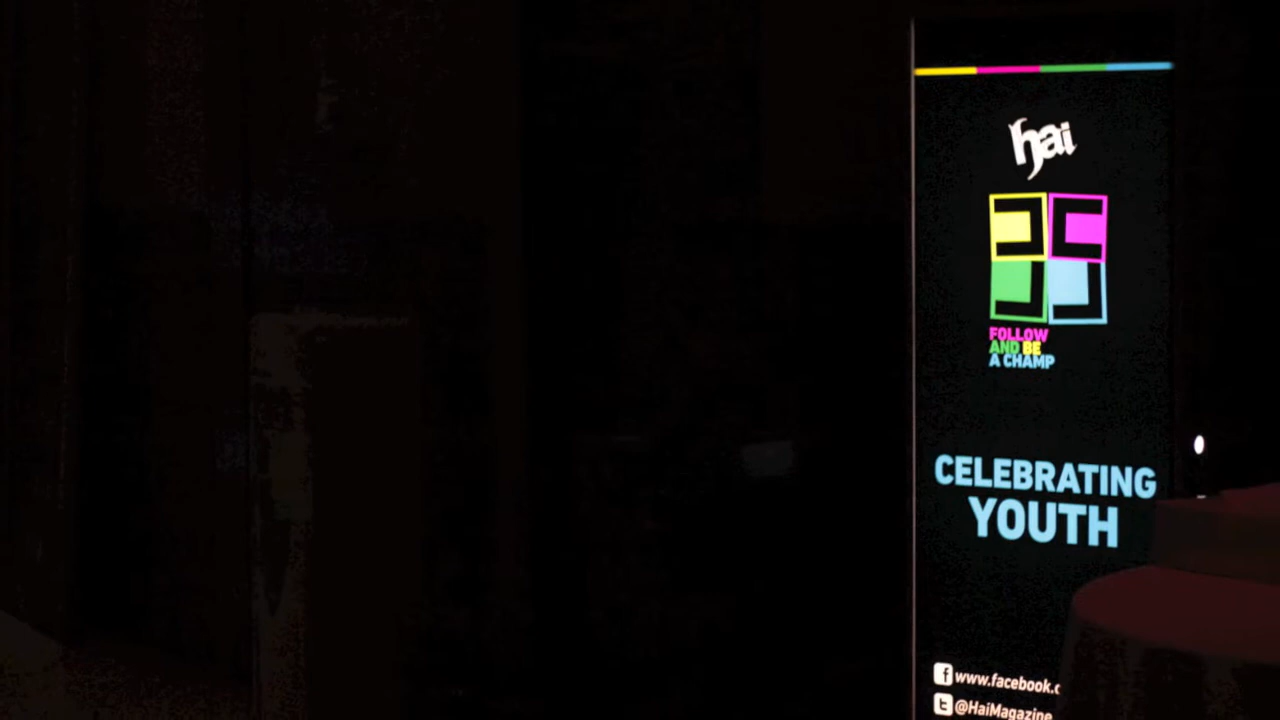 hai
FOLLOW
AND BE
A CHAMP
CELEBRATING
YOUTH
www.facebook.c
@HaiMagazine